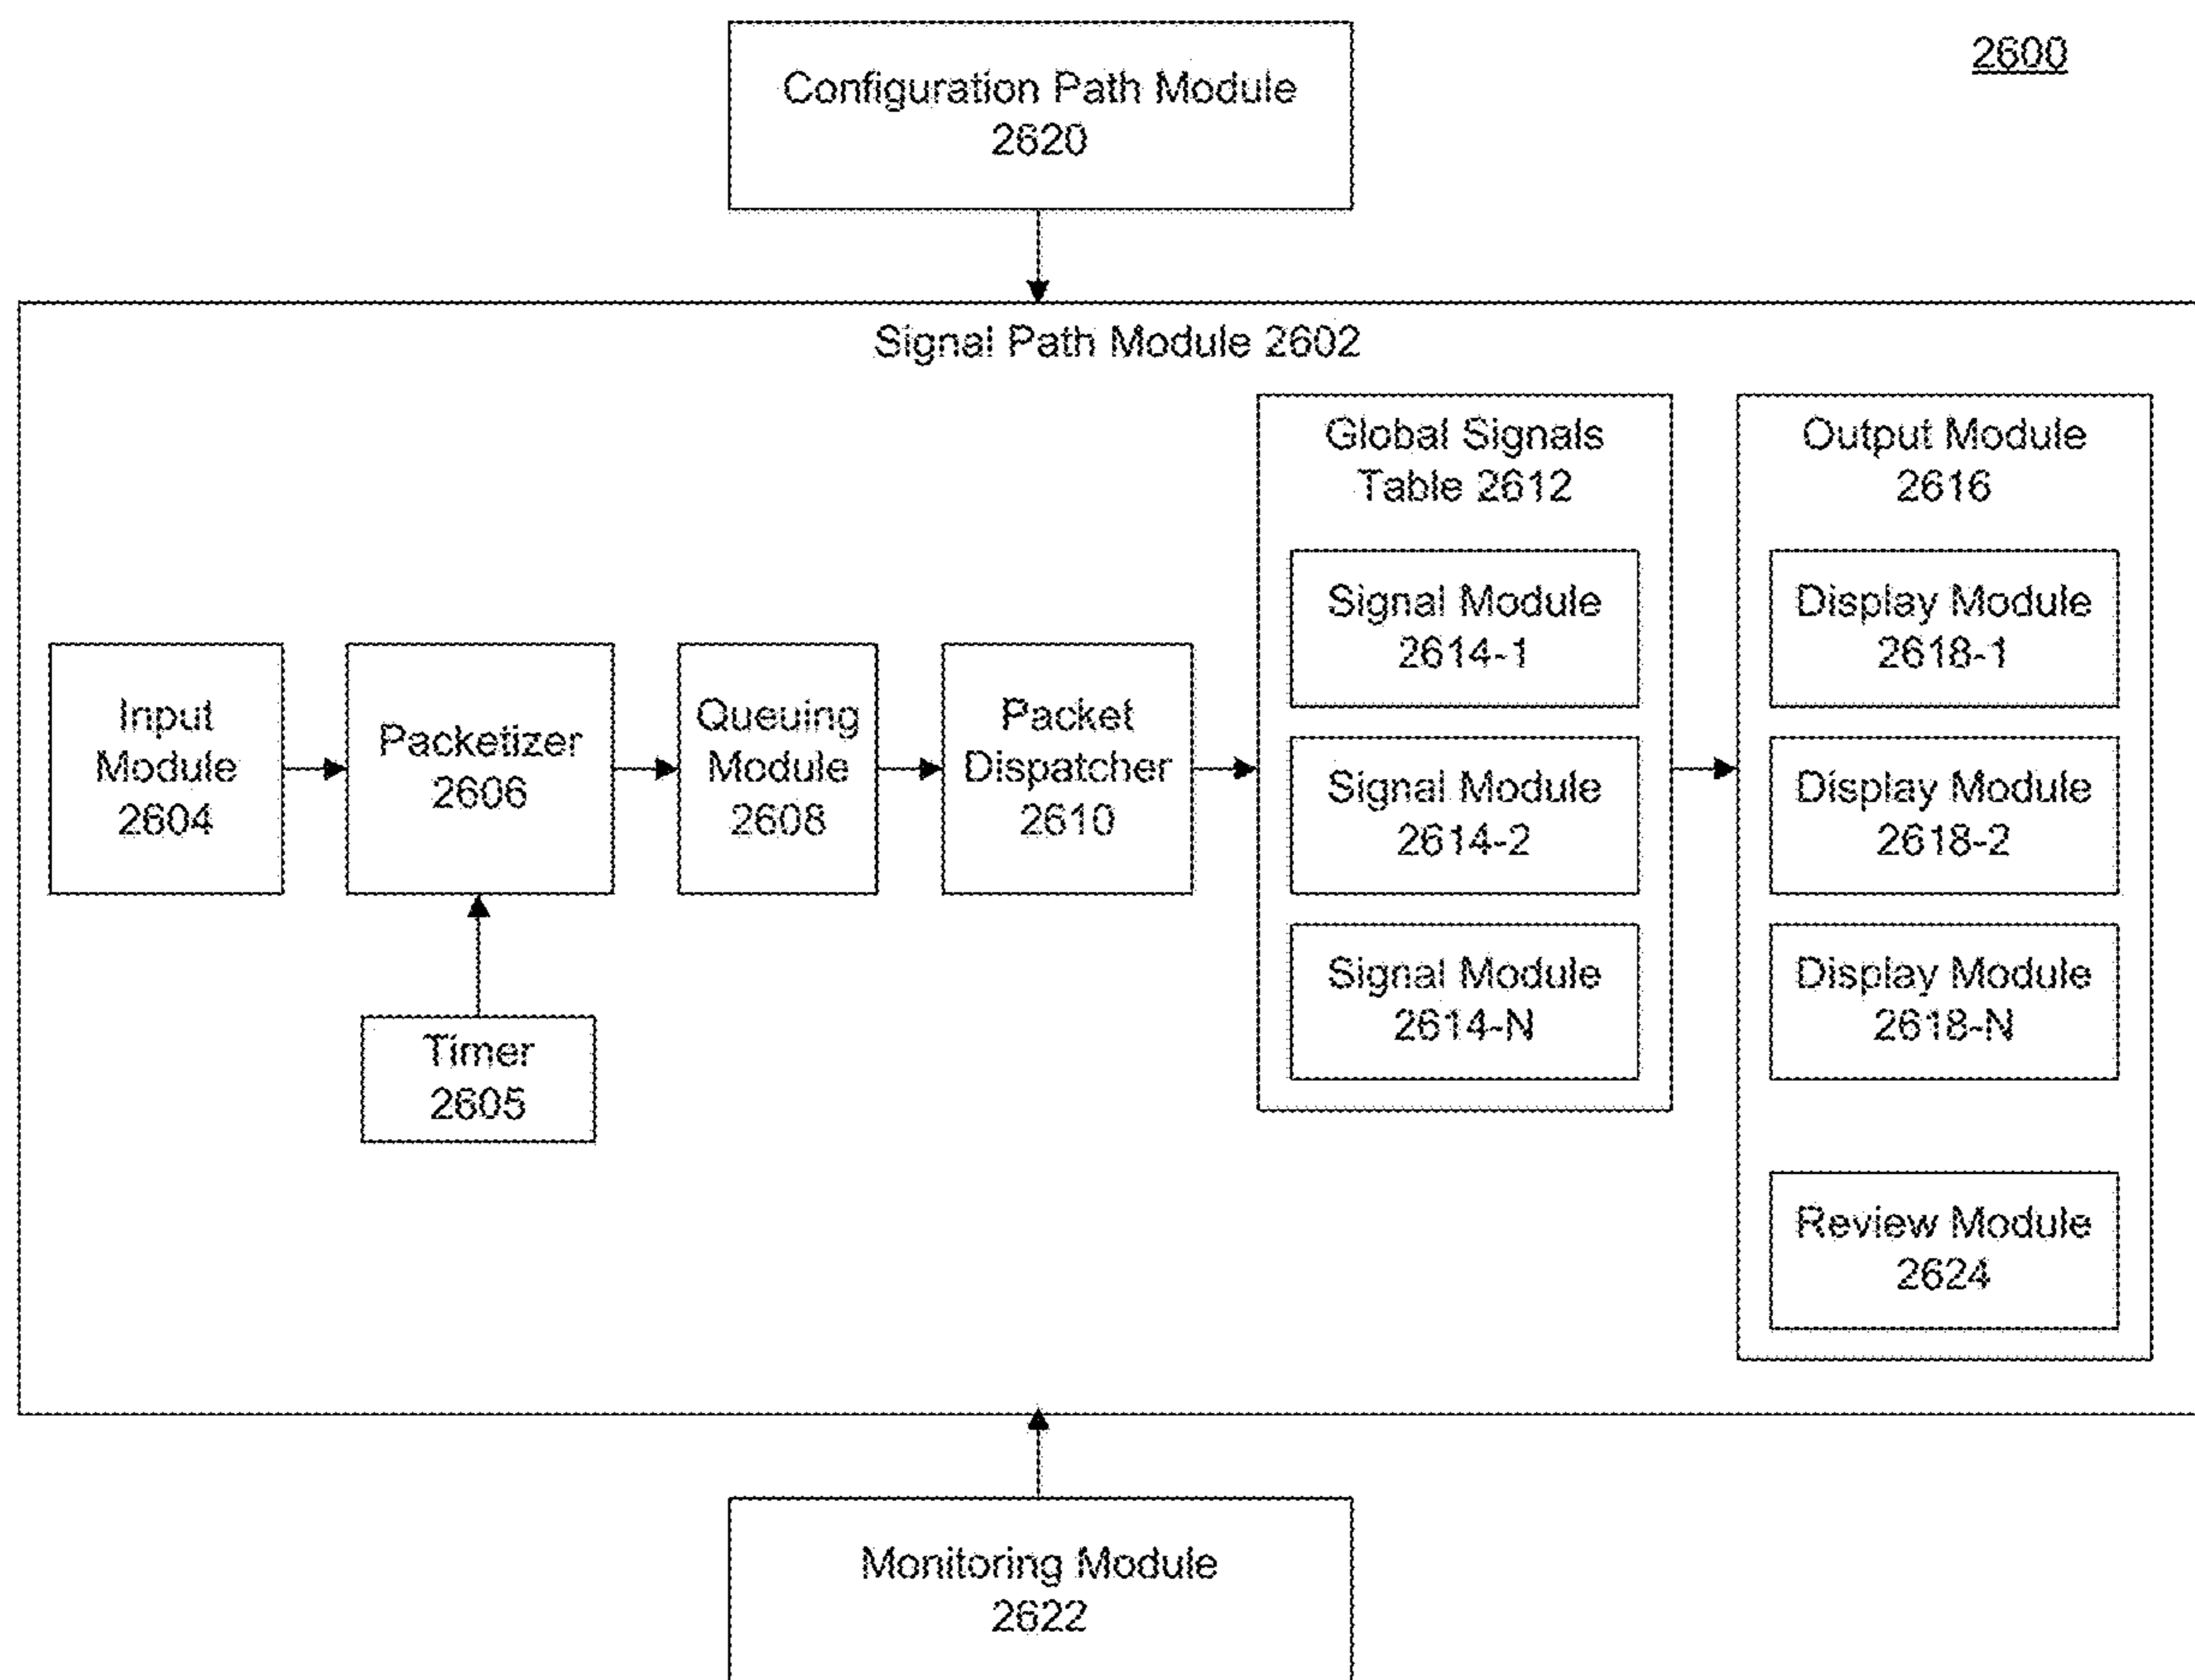 2600
Configuration Path Module
2620
Signal Path Module 2602
Input
Module
2604
Packetizer
2606
Timer
2605
Queuing
Module
2608
Packet
Dispatcher
2610
Global Signals
Table 2612
Signal Module
2614-1
Signal Module
2614-2
Signal Module
2614-N
Output Module
2616
Display Module
2618-1
Display Module
2618-2
Display Module
2618-N
Review Module
2624
Monitoring Module
2622